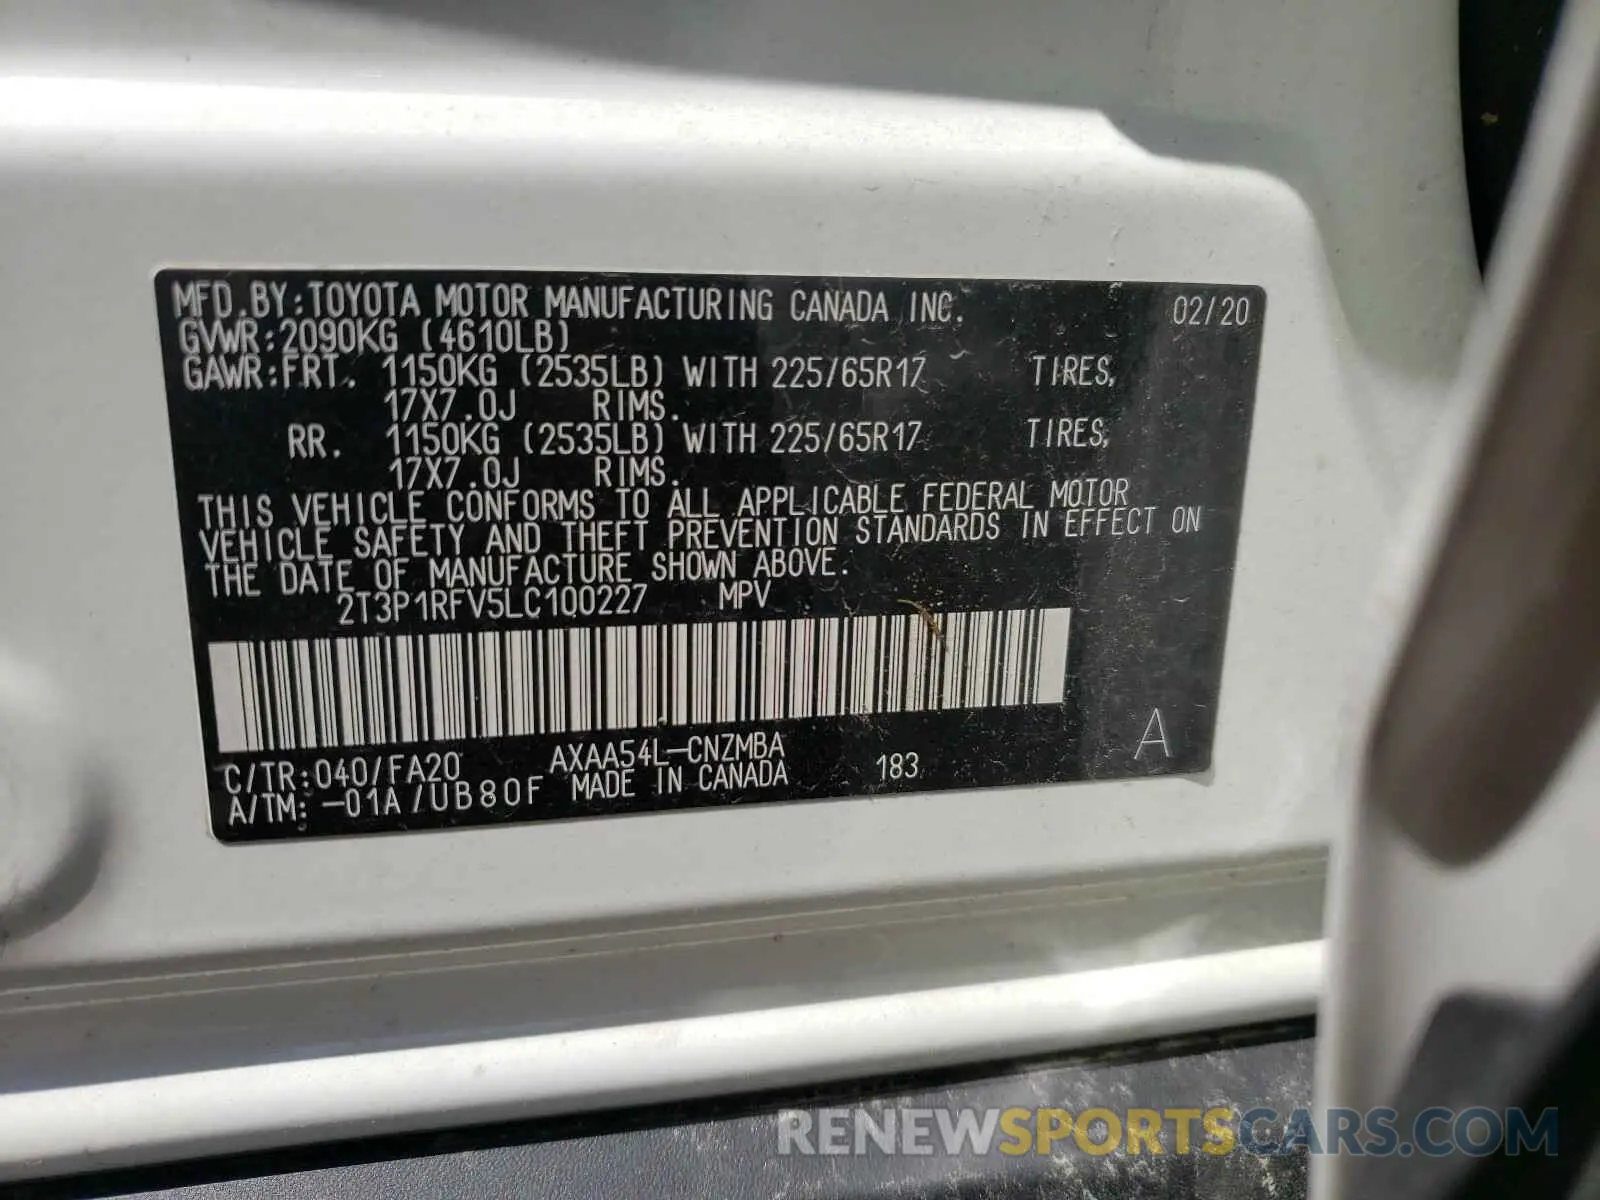 MFD.BY:TOYOTA MOTOR MANUFACTURING CANADA INC. 02/20
GVWR:2090KG (4610LB)
GAWR:FRT. 1150KG (2535LB) WITH 225/65R17 TIRES,
17X7.0J RIMS.
RR. 1150KG (2535LB) WITH 225/65R17 TIRES,
17X7.0J RIMS.
THIS VEHICLE CONFORMS TO ALL APPLICABLE FEDERAL MOTOR
VEHICLE SAFETY AND THEFT PREVENTION STANDARDS IN EFFECT ON
THE DATE OF MANUFACTURE SHOWN ABOVE.
2T3P1RFV5LC100227 MPV
C/TR:040/FA20 AXAA54L-CNZMBA
A/TM:-01A/UB80F MADE IN CANADA 183 A
RENEWSPORTSCARS.COM